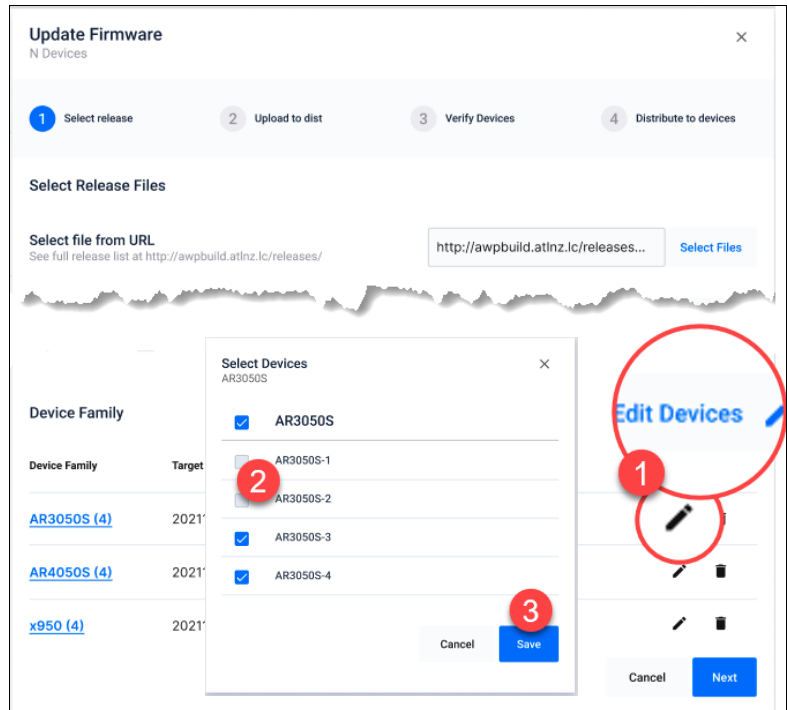 Update Firmware
N Devices
1 Select release 2 Upload to dist 3 Verify Devices 4 Distribute to devices
Select Release Files
Select file from URL
See full release list at http://awpbuild.atlnz.lc/releases/
http://awpbuild.atlnz.lc/releases... Select Files
Select Devices
AR3050S
Edit Devices
Device Family
AR3050S
Device Family Target
AR3050S-1
1
2
AR3050S-2
AR3050S (4) 2021
AR3050S-3
AR4050S (4) 2021
AR3050S-4
3
x950 (4) 2021
Cancel Save
Cancel Next